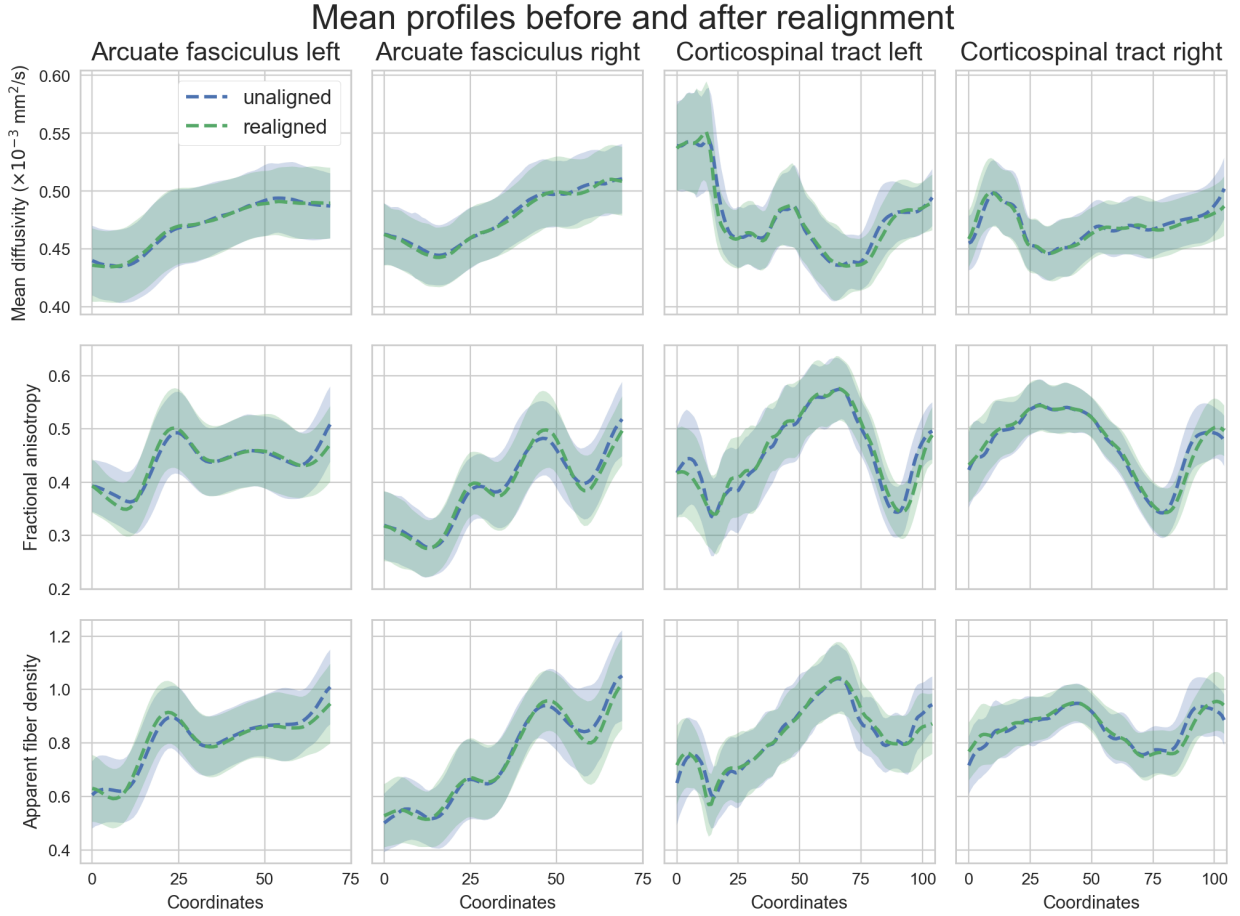 Mean profiles before and after realignment
Arcuate fasciculus left
Arcuate fasciculus right
Corticospinal tract left
Corticospinal tract right
Mean diffusivity (×10⁻³ mm²/s)
0.60
0.55
0.50
0.45
0.40
unaligned
realigned
Fractional anisotropy
0.6
0.5
0.4
0.3
0.2
Apparent fiber density
1.2
1.0
0.8
0.6
0.4
0 25 50 75
0 25 50 75
0 25 50 75 100
0 25 50 75 100
Coordinates
Coordinates
Coordinates
Coordinates